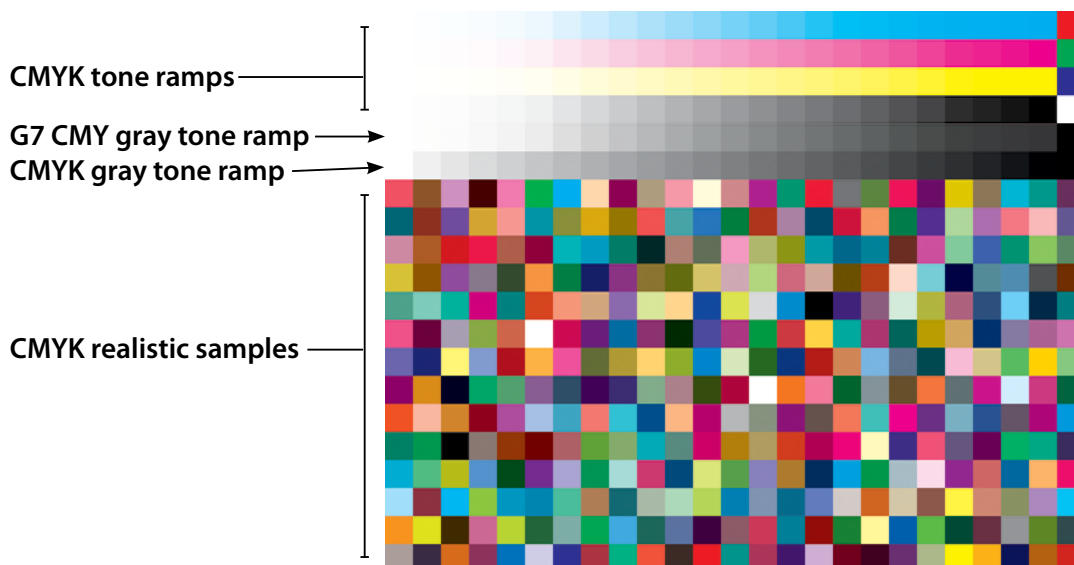 CMYK tone ramps
G7 CMY gray tone ramp
CMYK gray tone ramp
CMYK realistic samples